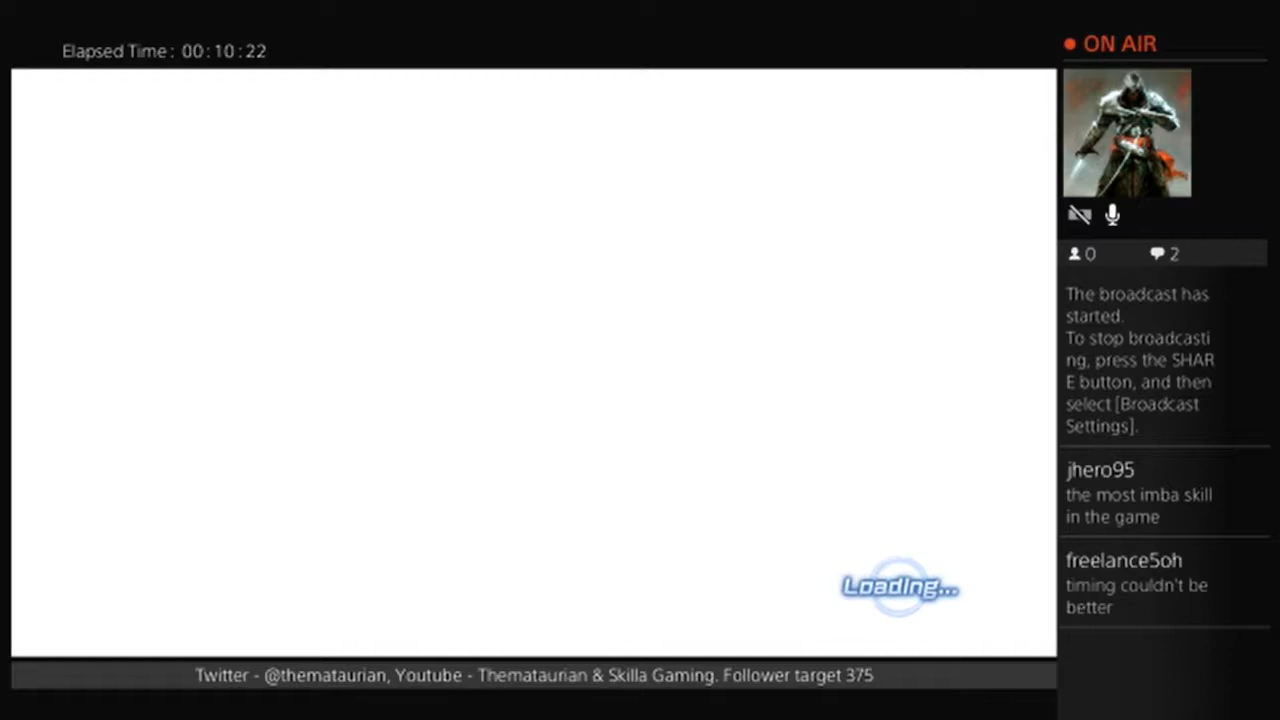 Elapsed Time: 00:10:22
ON AIR
0 2
The broadcast has
started.
To stop broadcasti
ng, press the SHAR
E button, and then
select [Broadcast
Settings].
jhero95
the most imba skill
in the game
freelance5oh
timing couldn't be
better
Loading...
Twitter - @themataurian, Youtube - Themataurian & Skilla Gaming. Follower target 375